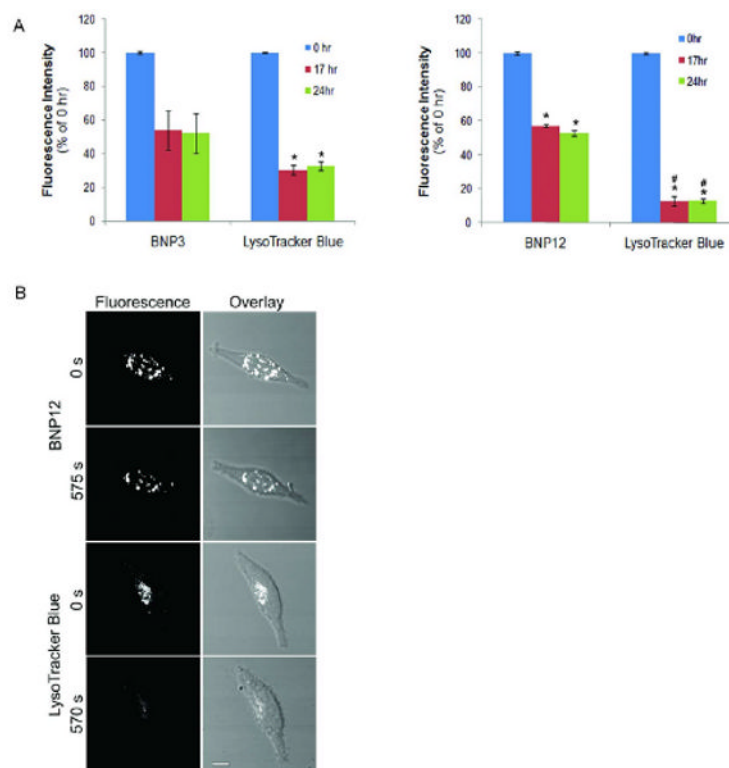 A
Fluorescence Intensity
(% of 0 hr)
120
100
80
60
40
20
0
0 hr
17 hr
24hr
*
*
BNP3
LysoTracker Blue
Fluorescence Intensity
(% of 0 hr)
120
100
80
60
40
20
0
0hr
17hr
24hr
*
*
#
*
#
*
BNP12
LysoTracker Blue
B
Fluorescence
Overlay
BNP12
0 s
575 s
LysoTracker Blue
0 s
570 s